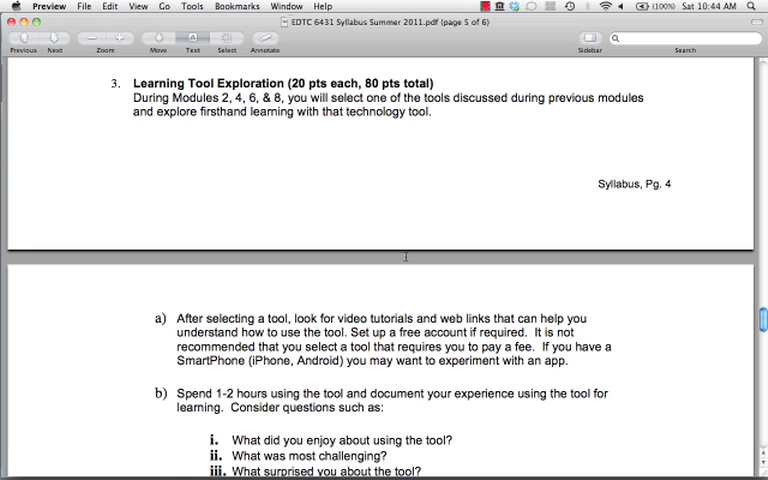 Preview File Edit View Go Tools Bookmarks Window Help (100%) Sat 10:44 AM
EDTC 6431 Syllabus Summer 2011.pdf (page 5 of 6)
Previous Next Zoom Move Text Select Annotate Sidebar Search
3. Learning Tool Exploration (20 pts each, 80 pts total)
During Modules 2, 4, 6, & 8, you will select one of the tools discussed during previous modules
and explore firsthand learning with that technology tool.
Syllabus, Pg. 4
a) After selecting a tool, look for video tutorials and web links that can help you
understand how to use the tool. Set up a free account if required. It is not
recommended that you select a tool that requires you to pay a fee. If you have a
SmartPhone (iPhone, Android) you may want to experiment with an app.
b) Spend 1-2 hours using the tool and document your experience using the tool for
learning. Consider questions such as:
i. What did you enjoy about using the tool?
ii. What was most challenging?
iii. What surprised you about the tool?